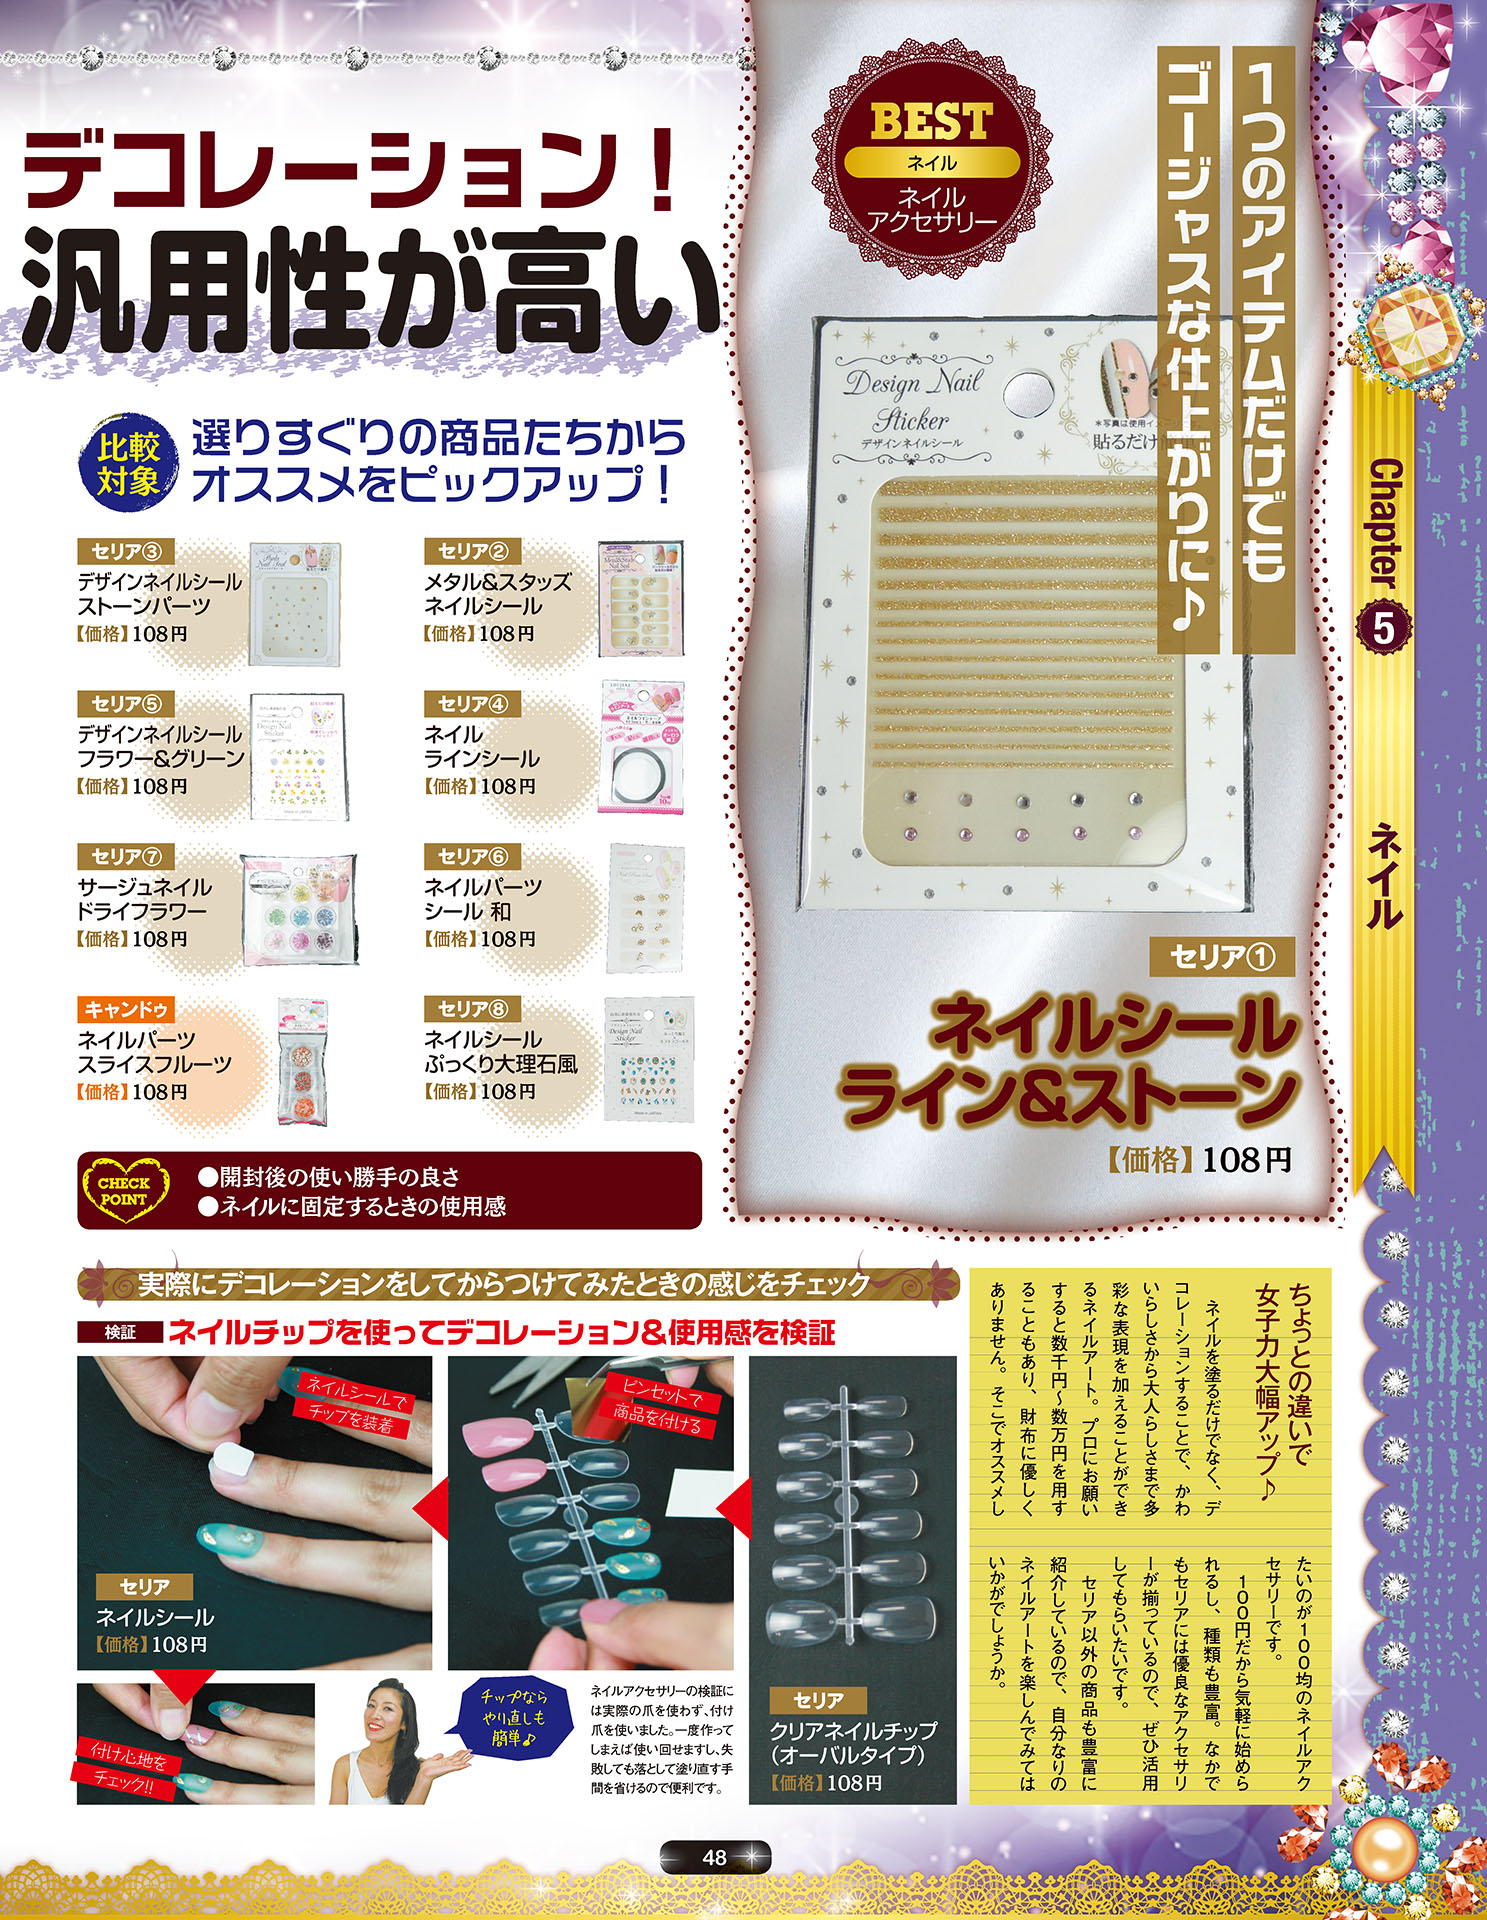 Chapter
5
ネイル
1つのアイテムだけでも
ゴージャスな仕上がりに♪
BEST
ネイル
ネイル
アクセサリー
デコレーション！
汎用性が高い
Design Nail
Sticker
デザインネイルシール
貼るだけ
セリア①
ネイルシール
ライン&ストーン
【価格】108円
比較
対象
選りすぐりの商品たちから
オススメをピックアップ！
セリア②
メタル&スタッズ
ネイルシール
【価格】108円
セリア③
デザインネイルシール
ストーンパーツ
【価格】108円
セリア④
ネイル
ラインシール
【価格】108円
セリア⑤
デザインネイルシール
フラワー&グリーン
【価格】108円
Design Nail
Sticker
セリア⑥
ネイルパーツ
シール 和
【価格】108円
セリア⑦
サージュネイル
ドライフラワー
【価格】108円
セリア⑧
ネイルシール
ぷっくり大理石風
【価格】108円
Design Nail
Sticker
キャンドゥ
ネイルパーツ
スライスフルーツ
【価格】108円
CHECK
POINT
●開封後の使い勝手の良さ
●ネイルに固定するときの使用感
ちょっとの違いで
女子力大幅アップ♪
ネイルを塗るだけでなく、デ
コレーションすることで、かわ
いらしさから大人らしさまで多
彩な表現を加えることができ
るネイルアート。プロにお願い
すると数千円〜数万円を用す
ることもあり、財布に優しく
ありません。そこでオススメし
たいのが100均のネイルアク
セサリーです。
100円だから気軽に始めら
れるし、種類も豊富。なかで
もセリアには優良なアクセサリ
ーが揃っているので、ぜひ活用
してもらいたいです。
セリア以外の商品も豊富に
紹介しているので、自分なりの
ネイルアートを楽しんでみては
いかがでしょうか。
実際にデコレーションをしてからつけてみたときの感じをチェック
検証
ネイルチップを使ってデコレーション&使用感を検証
セリア
クリアネイルチップ
（オーバルタイプ）
【価格】108円
ピンセットで
商品を付ける
ネイルシールで
チップを装着
セリア
ネイルシール
【価格】108円
付け心地を
チェック!!
チップなら
やり直しも
簡単♪
ネイルアクセサリーの検証に
は実際の爪を使わず、付け
爪を使いました。一度作って
しまえば使い回せますし、失
敗しても落として塗り直す手
間を省けるので便利です。
48